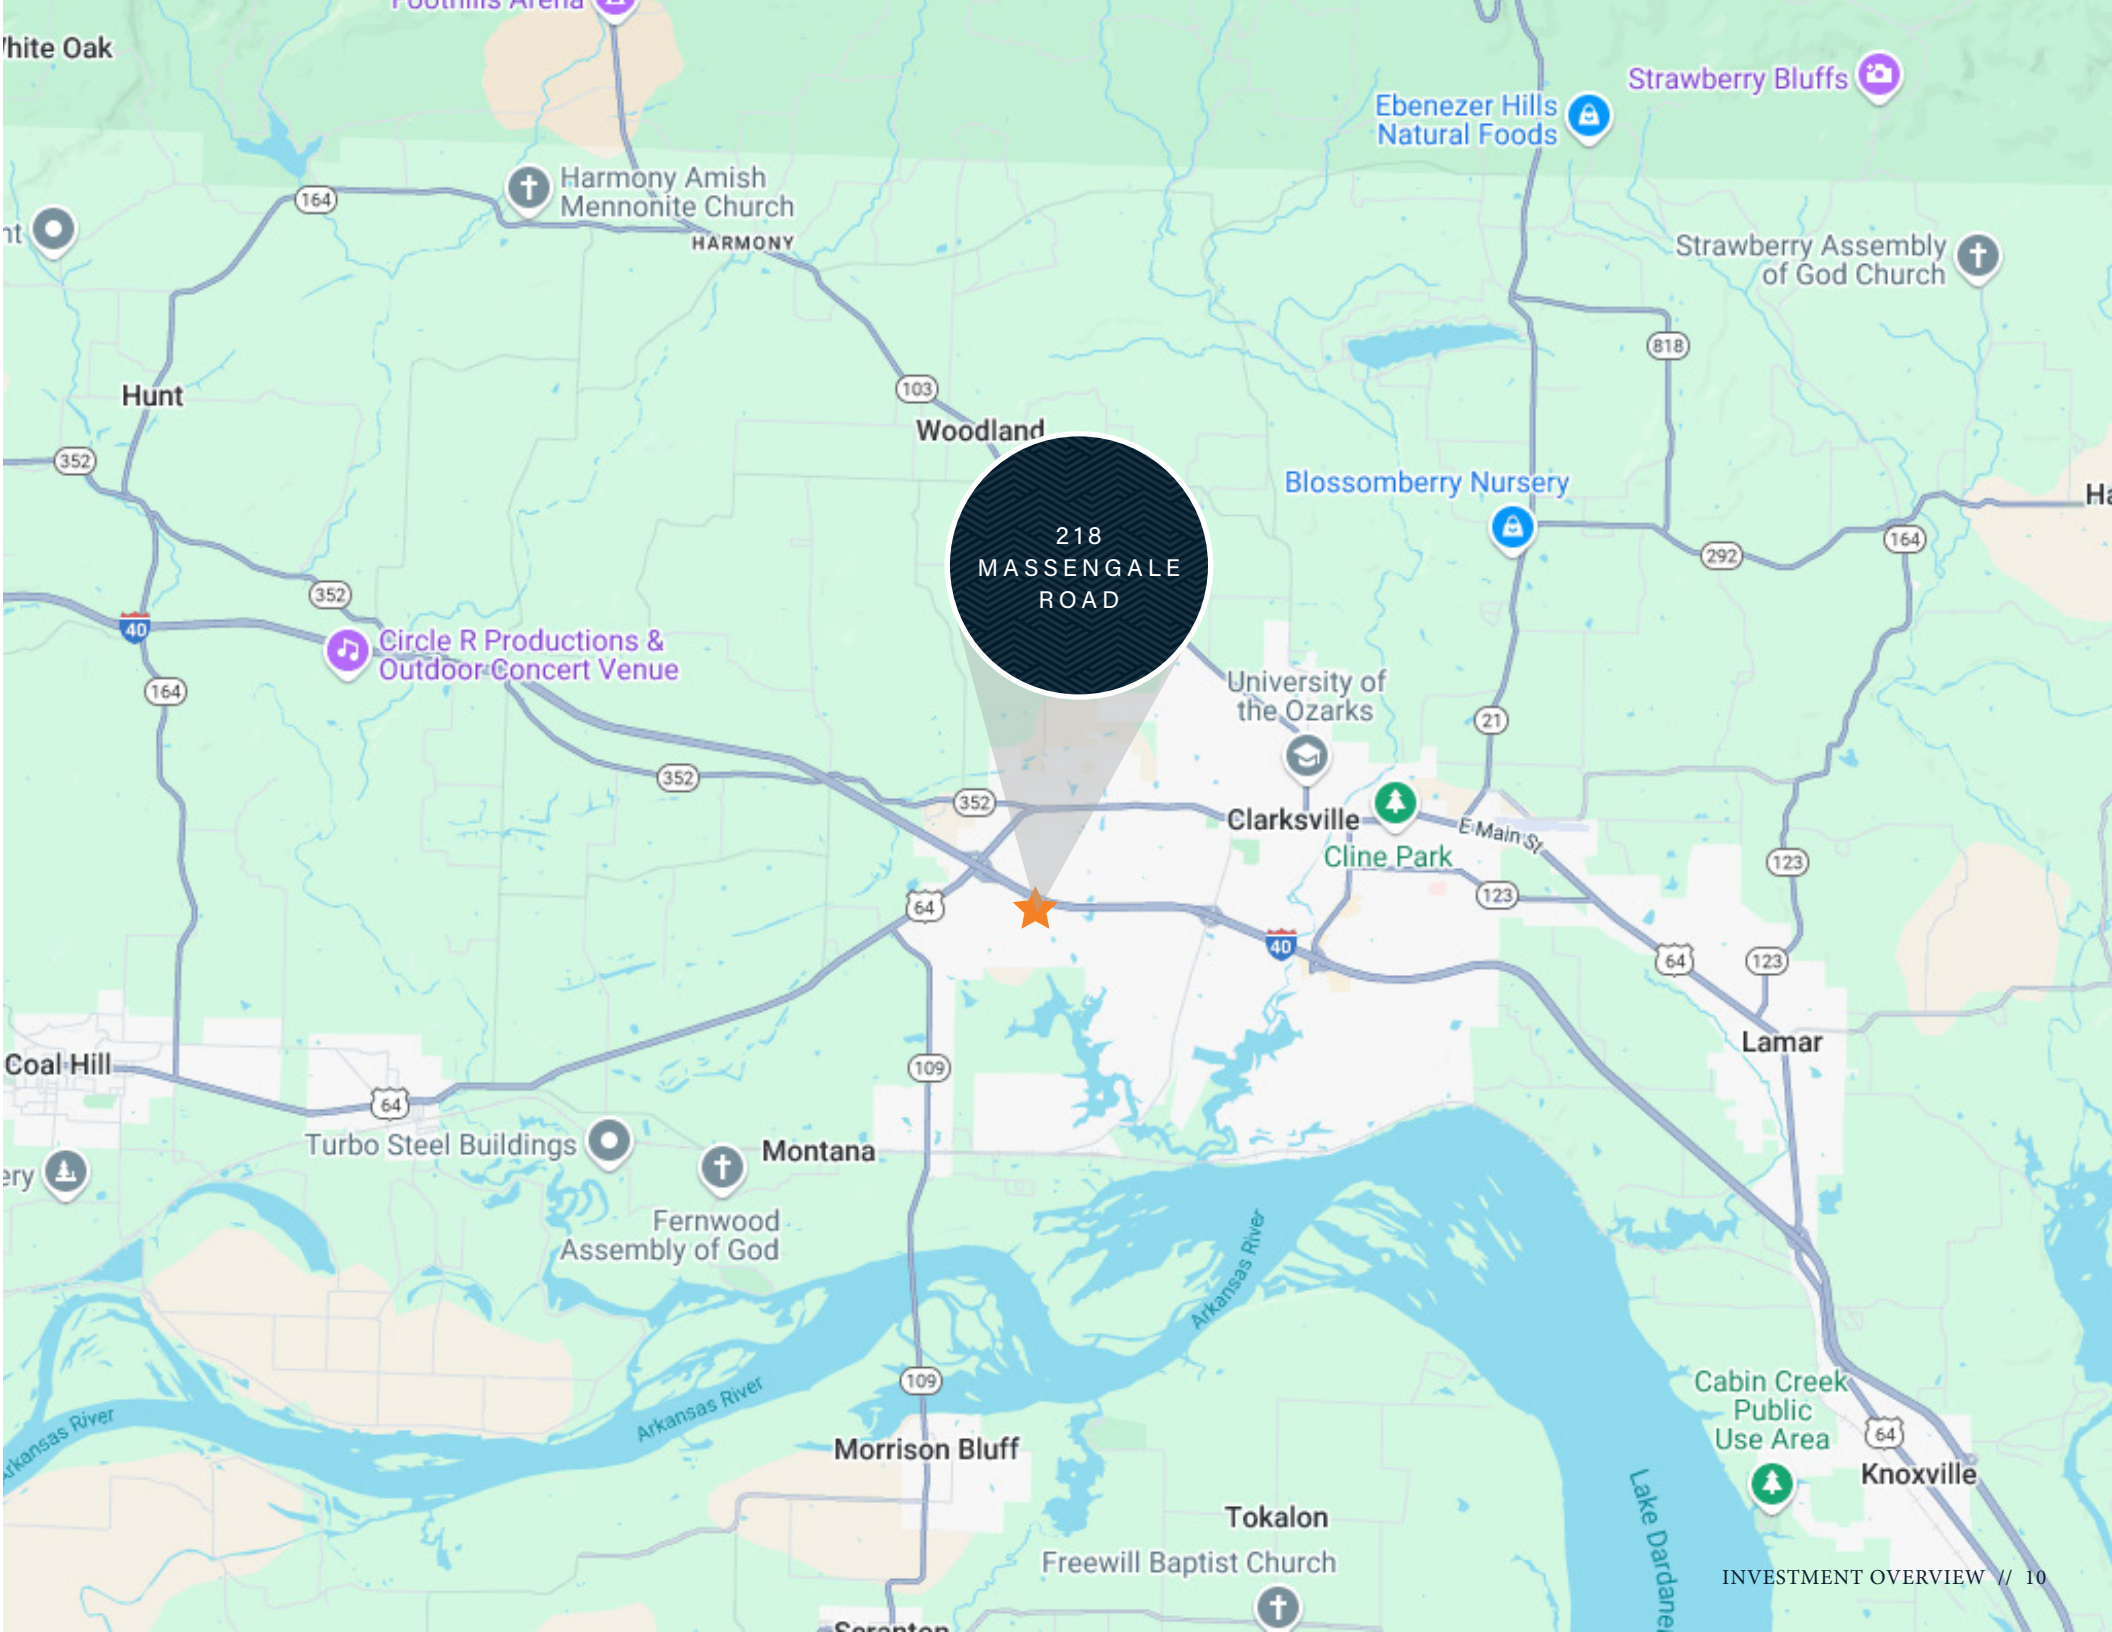 Foothills Arena
White Oak
Strawberry Bluffs
Ebenezer Hills
Natural Foods
Harmony Amish
Mennonite Church
164
HARMONY
Strawberry Assembly
of God Church
818
Hunt
103
Woodland
352
Blossomberry Nursery
218
MASSENGALE
ROAD
292
164
352
40
Circle R Productions &
Outdoor Concert Venue
164
University of
the Ozarks
21
352
352
Clarksville
E Main St
Cline Park
123
123
64
40
64
123
Lamar
Coal Hill
109
64
Turbo Steel Buildings
Montana
Fernwood
Assembly of God
Arkansas River
Arkansas River
Arkansas River
109
Cabin Creek
Public
Use Area
64
Morrison Bluff
Knoxville
Tokalon
Lake Dardane
Freewill Baptist Church
INVESTMENT OVERVIEW // 10
Scranton